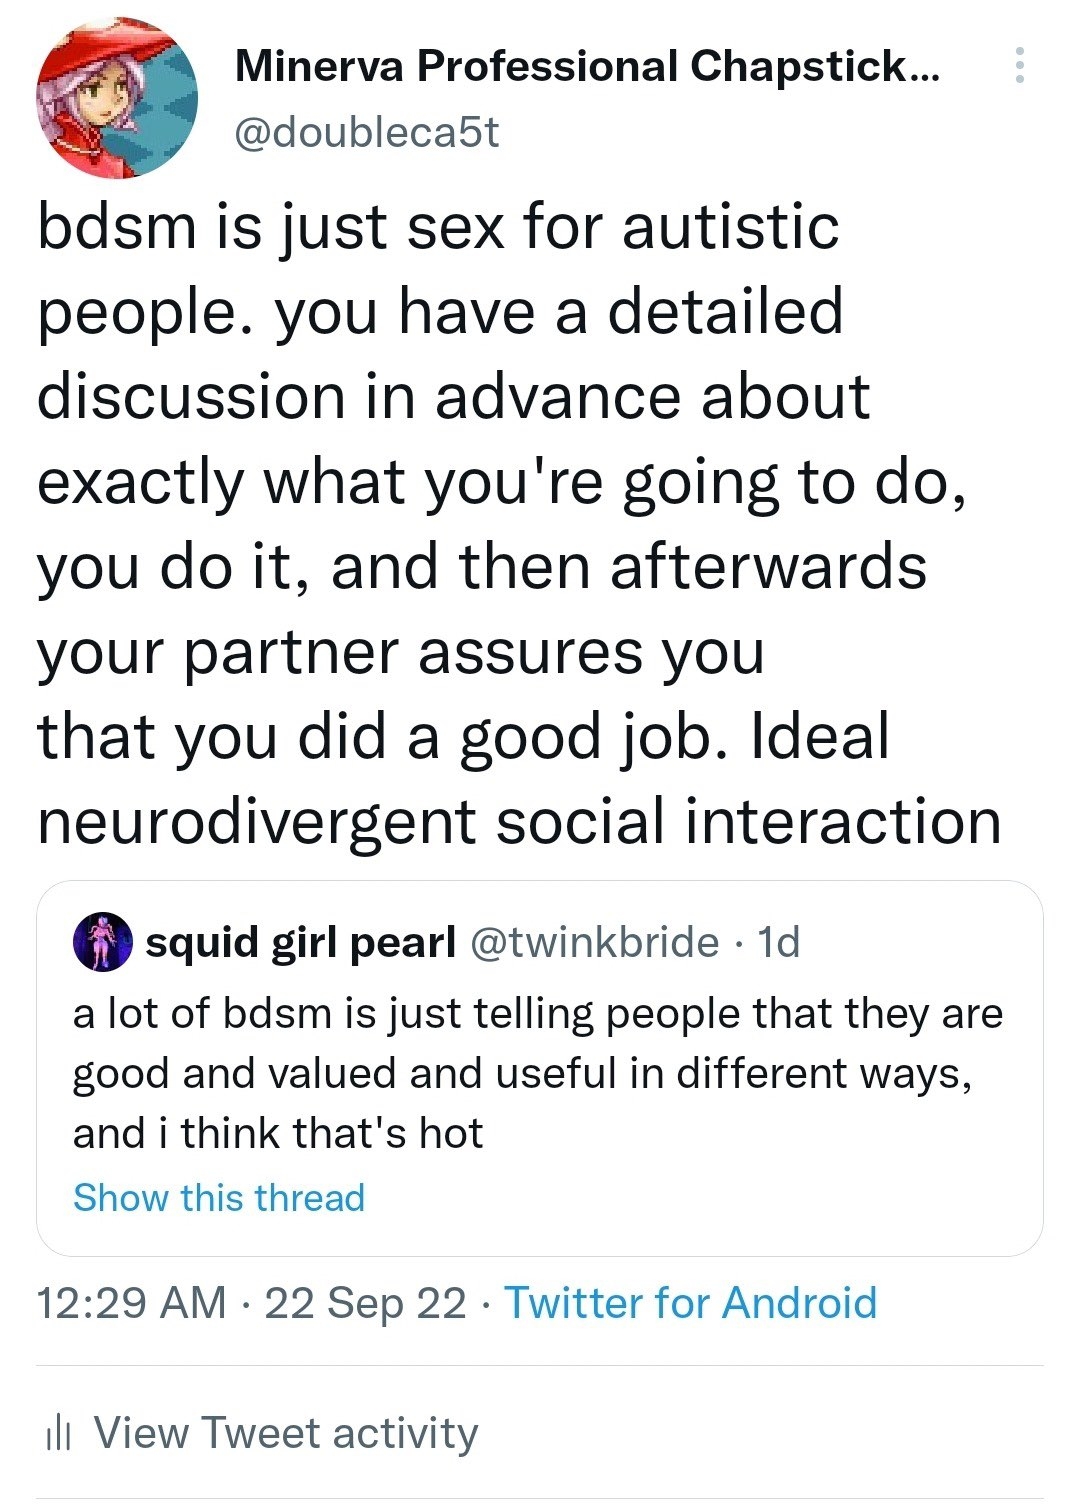 Minerva Professional Chapstick...
@doubleca5t
bdsm is just sex for autistic
people. you have a detailed
discussion in advance about
exactly what you're going to do,
you do it, and then afterwards
your partner assures you
that you did a good job. Ideal
neurodivergent social interaction
squid girl pearl @twinkbride · 1d
a lot of bdsm is just telling people that they are
good and valued and useful in different ways,
and i think that's hot
Show this thread
12:29 AM · 22 Sep 22 · Twitter for Android
View Tweet activity